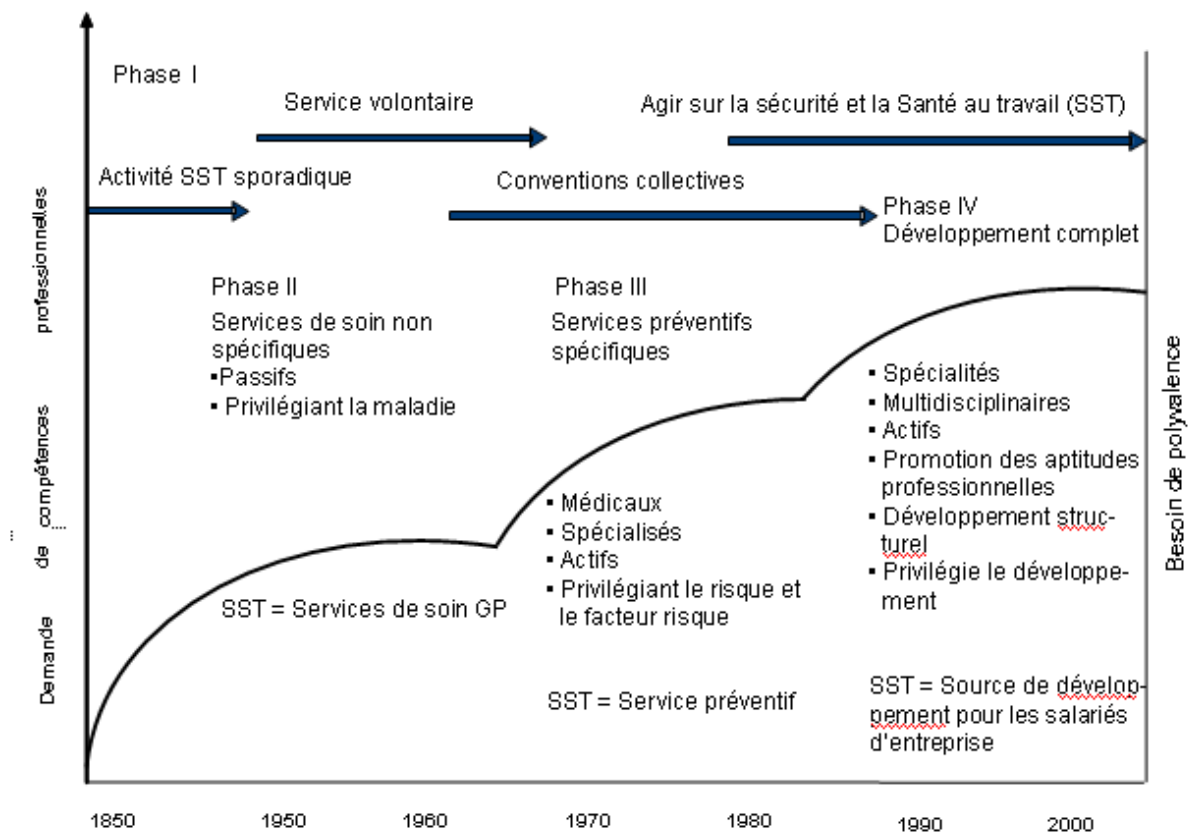 Phase I
Service volontaire
Agir sur la sécurité et la Santé au travail (SST)
Activité SST sporadique
Conventions collectives
Phase IV
Développement complet
Phase II
Services de soin non
spécifiques
▪Passifs
▪ Privilégiant la maladie
Phase III
Services préventifs
spécifiques
▪ Spécialités
▪ Multidisciplinaires
▪ Actifs
▪ Promotion des aptitudes
professionnelles
▪ Développement struc-
turel
▪ Privilégie le développe-
ment
▪ Médicaux
▪ Spécialisés
▪ Actifs
▪ Privilégiant le risque et
le facteur risque
SST = Services de soin GP
SST = Service préventif
SST = Source de dévelop-
pement pour les salariés
d'entreprise
Demande de compétences professionnelles
Besoin de polyvalence
1850 1950 1960 1970 1980 1990 2000